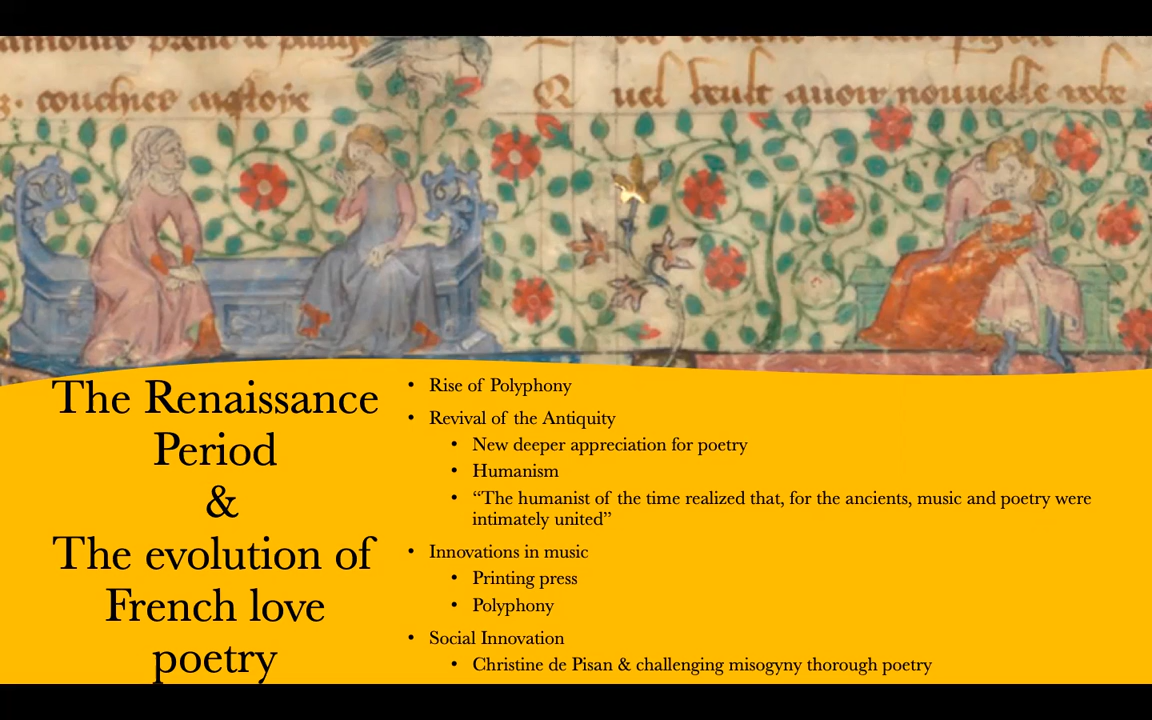 couchies
nouuelle
The Renaissance
Period
&
The evolution of
French love
poetry
• Rise of Polyphony
• Revival of the Antiquity
• New deeper appreciation for poetry
• Humanism
• “The humanist of the time realized that, for the ancients, music and poetry were
intimately united”
• Innovations in music
• Printing press
• Polyphony
• Social Innovation
• Christine de Pisan & challenging misogyny thorough poetry